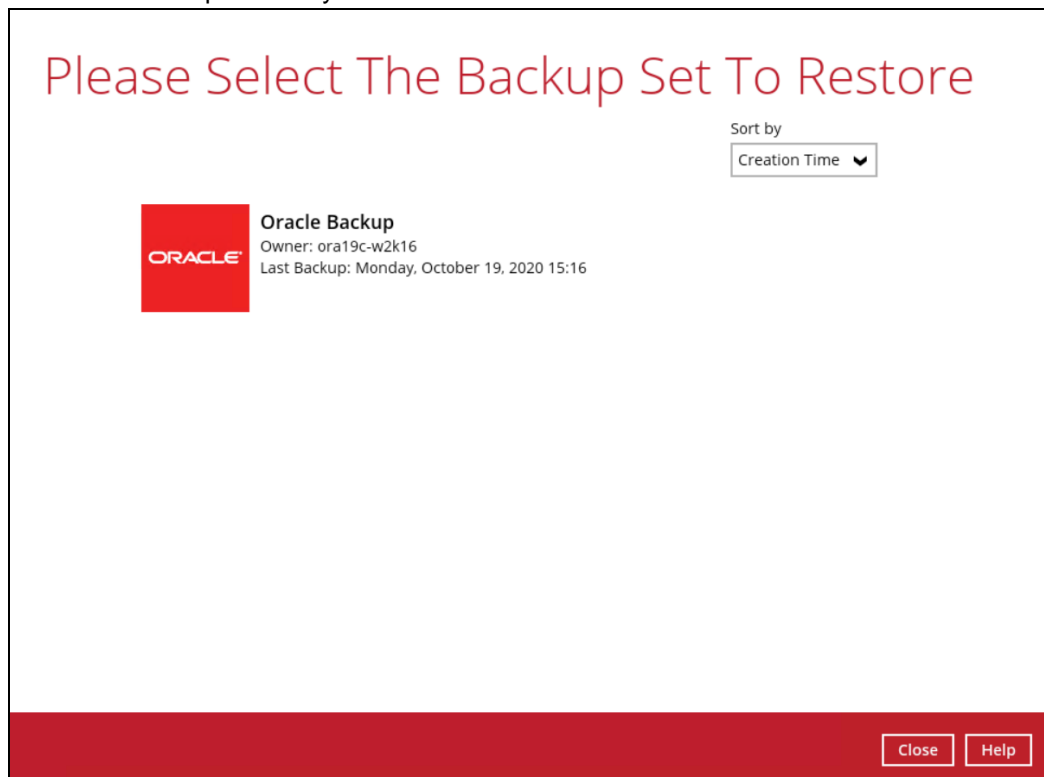 Please Select The Backup Set To Restore
Sort by
Creation Time
ORACLE
Oracle Backup
Owner: ora19c-w2k16
Last Backup: Monday, October 19, 2020 15:16
Close
Help